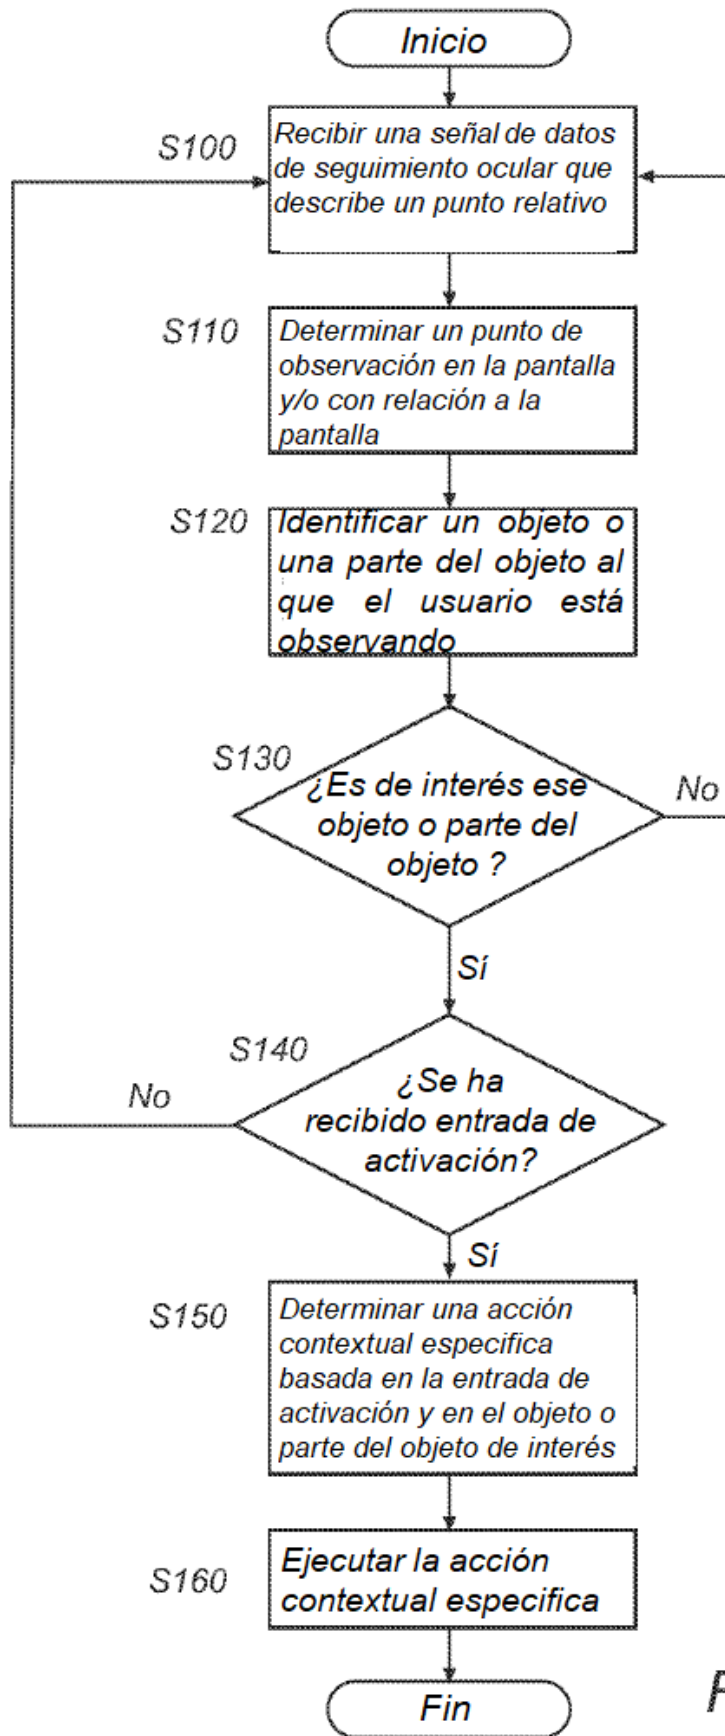 Inicio
S100
Recibir una señal de datos
de seguimiento ocular que
describe un punto relativo
S110
Determinar un punto de
observación en la pantalla
y/o con relación a la
pantalla
S120
Identificar un objeto o
una parte del objeto al
que el usuario está
observando
S130
¿Es de interés ese
objeto o parte del
objeto ?
No
Sí
S140
¿Se ha
recibido entrada de
activación?
No
Sí
S150
Determinar una acción
contextual especifica
basada en la entrada de
activación y en el objeto o
parte del objeto de interés
S160
Ejecutar la acción
contextual especifica
Fin